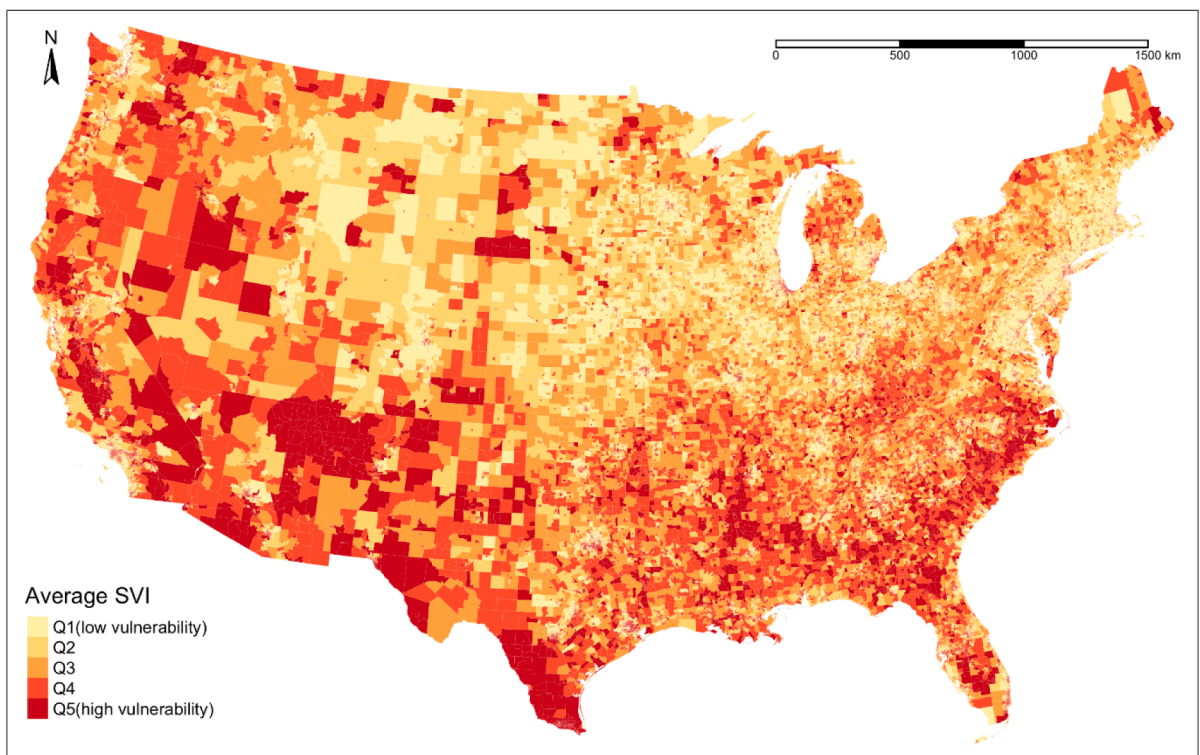 N
0 500 1000 1500 km
Average SVI
Q1(low vulnerability)
Q2
Q3
Q4
Q5(high vulnerability)